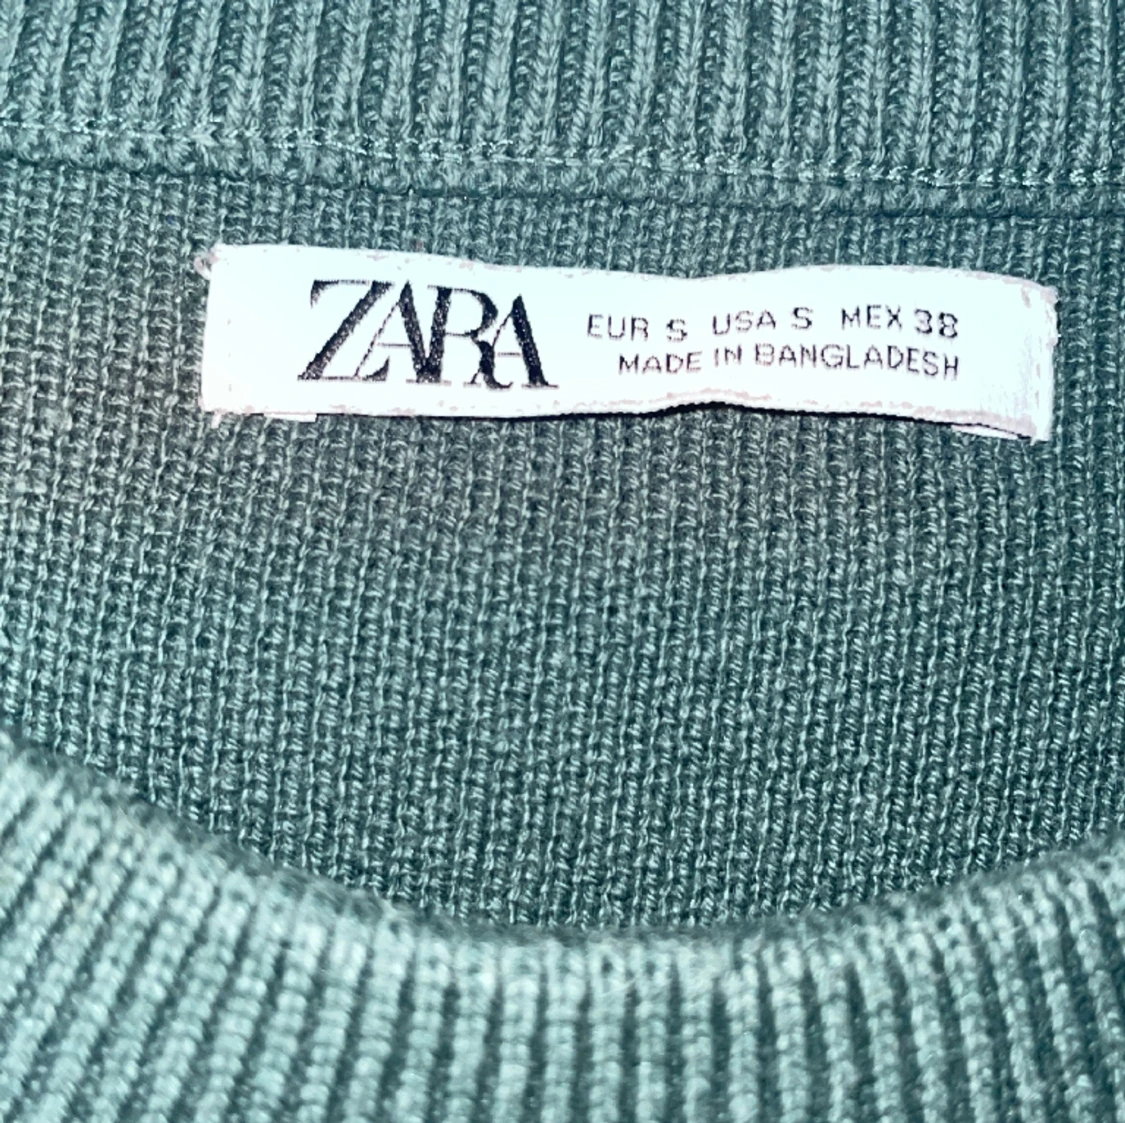 ZARA
EUR S USA S MEX 38
MADE IN BANGLADESH